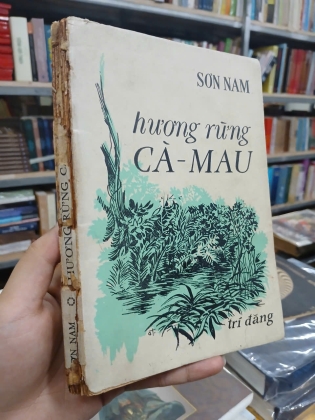 SƠN NAM
hương rừng
CÀ-MAU
trí đăng
SƠN NAM HƯƠNG RỪNG C